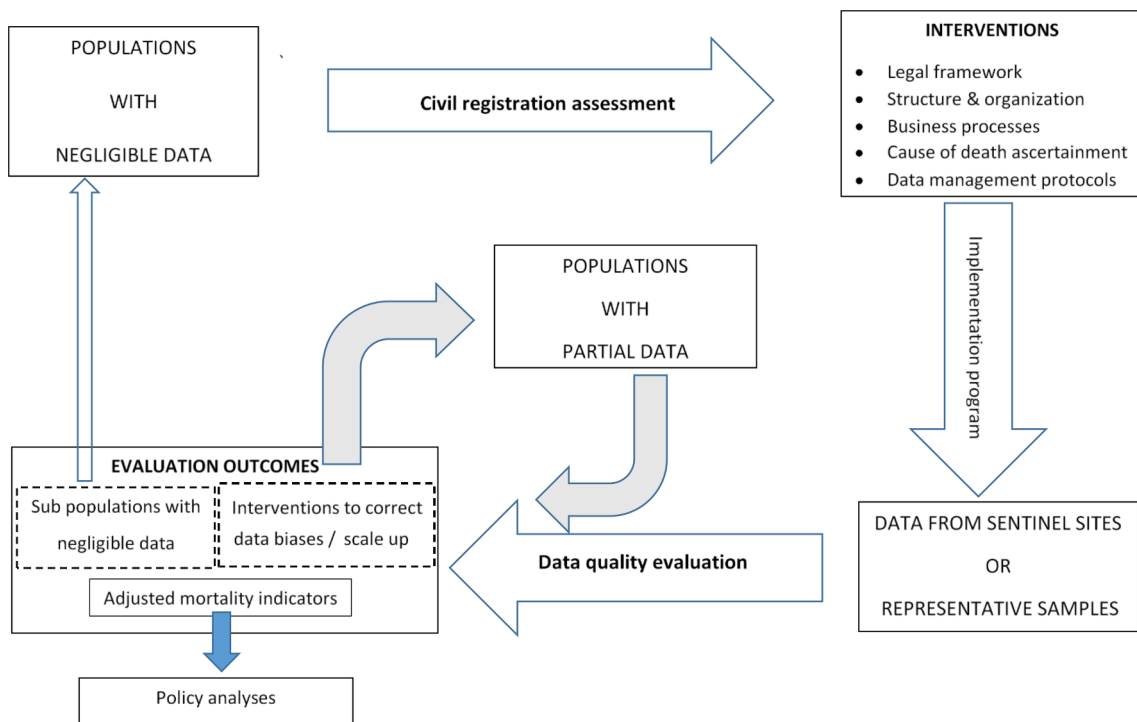 POPULATIONS
WITH
NEGLIGIBLE DATA
Civil registration assessment
INTERVENTIONS
• Legal framework
• Structure & organization
• Business processes
• Cause of death ascertainment
• Data management protocols
Implementation program
POPULATIONS
WITH
PARTIAL DATA
EVALUATION OUTCOMES
Sub populations with
negligible data
Interventions to correct
data biases / scale up
Adjusted mortality indicators
Data quality evaluation
DATA FROM SENTINEL SITES
OR
REPRESENTATIVE SAMPLES
Policy analyses